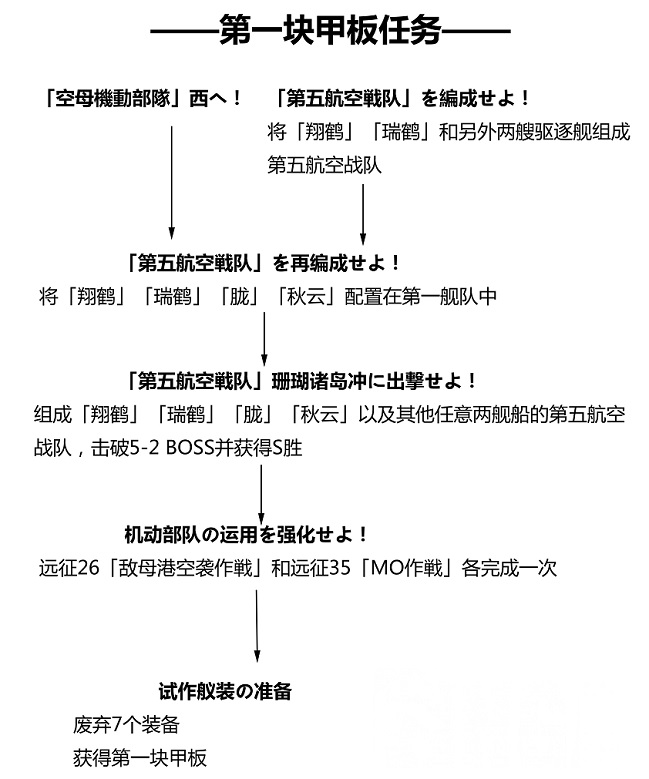 ——第一块甲板任务——
「空母機動部隊」西へ！
「第五航空戦队」を編成せよ！
将「翔鹤」「瑞鹤」和另外两艘驱逐舰组成
第五航空战队
「第五航空戦队」を再編成せよ！
将「翔鹤」「瑞鹤」「胧」「秋云」配置在第一舰队中
「第五航空戦队」珊瑚诸岛冲に出撃せよ！
组成「翔鹤」「瑞鹤」「胧」「秋云」以及其他任意两舰船的第五航空
战队，击破5-2 BOSS并获得S胜
机动部队の运用を强化せよ！
远征26「敌母港空袭作戦」和远征35「MO作戦」各完成一次
试作舣装の准备
废弃7个装备
获得第一块甲板